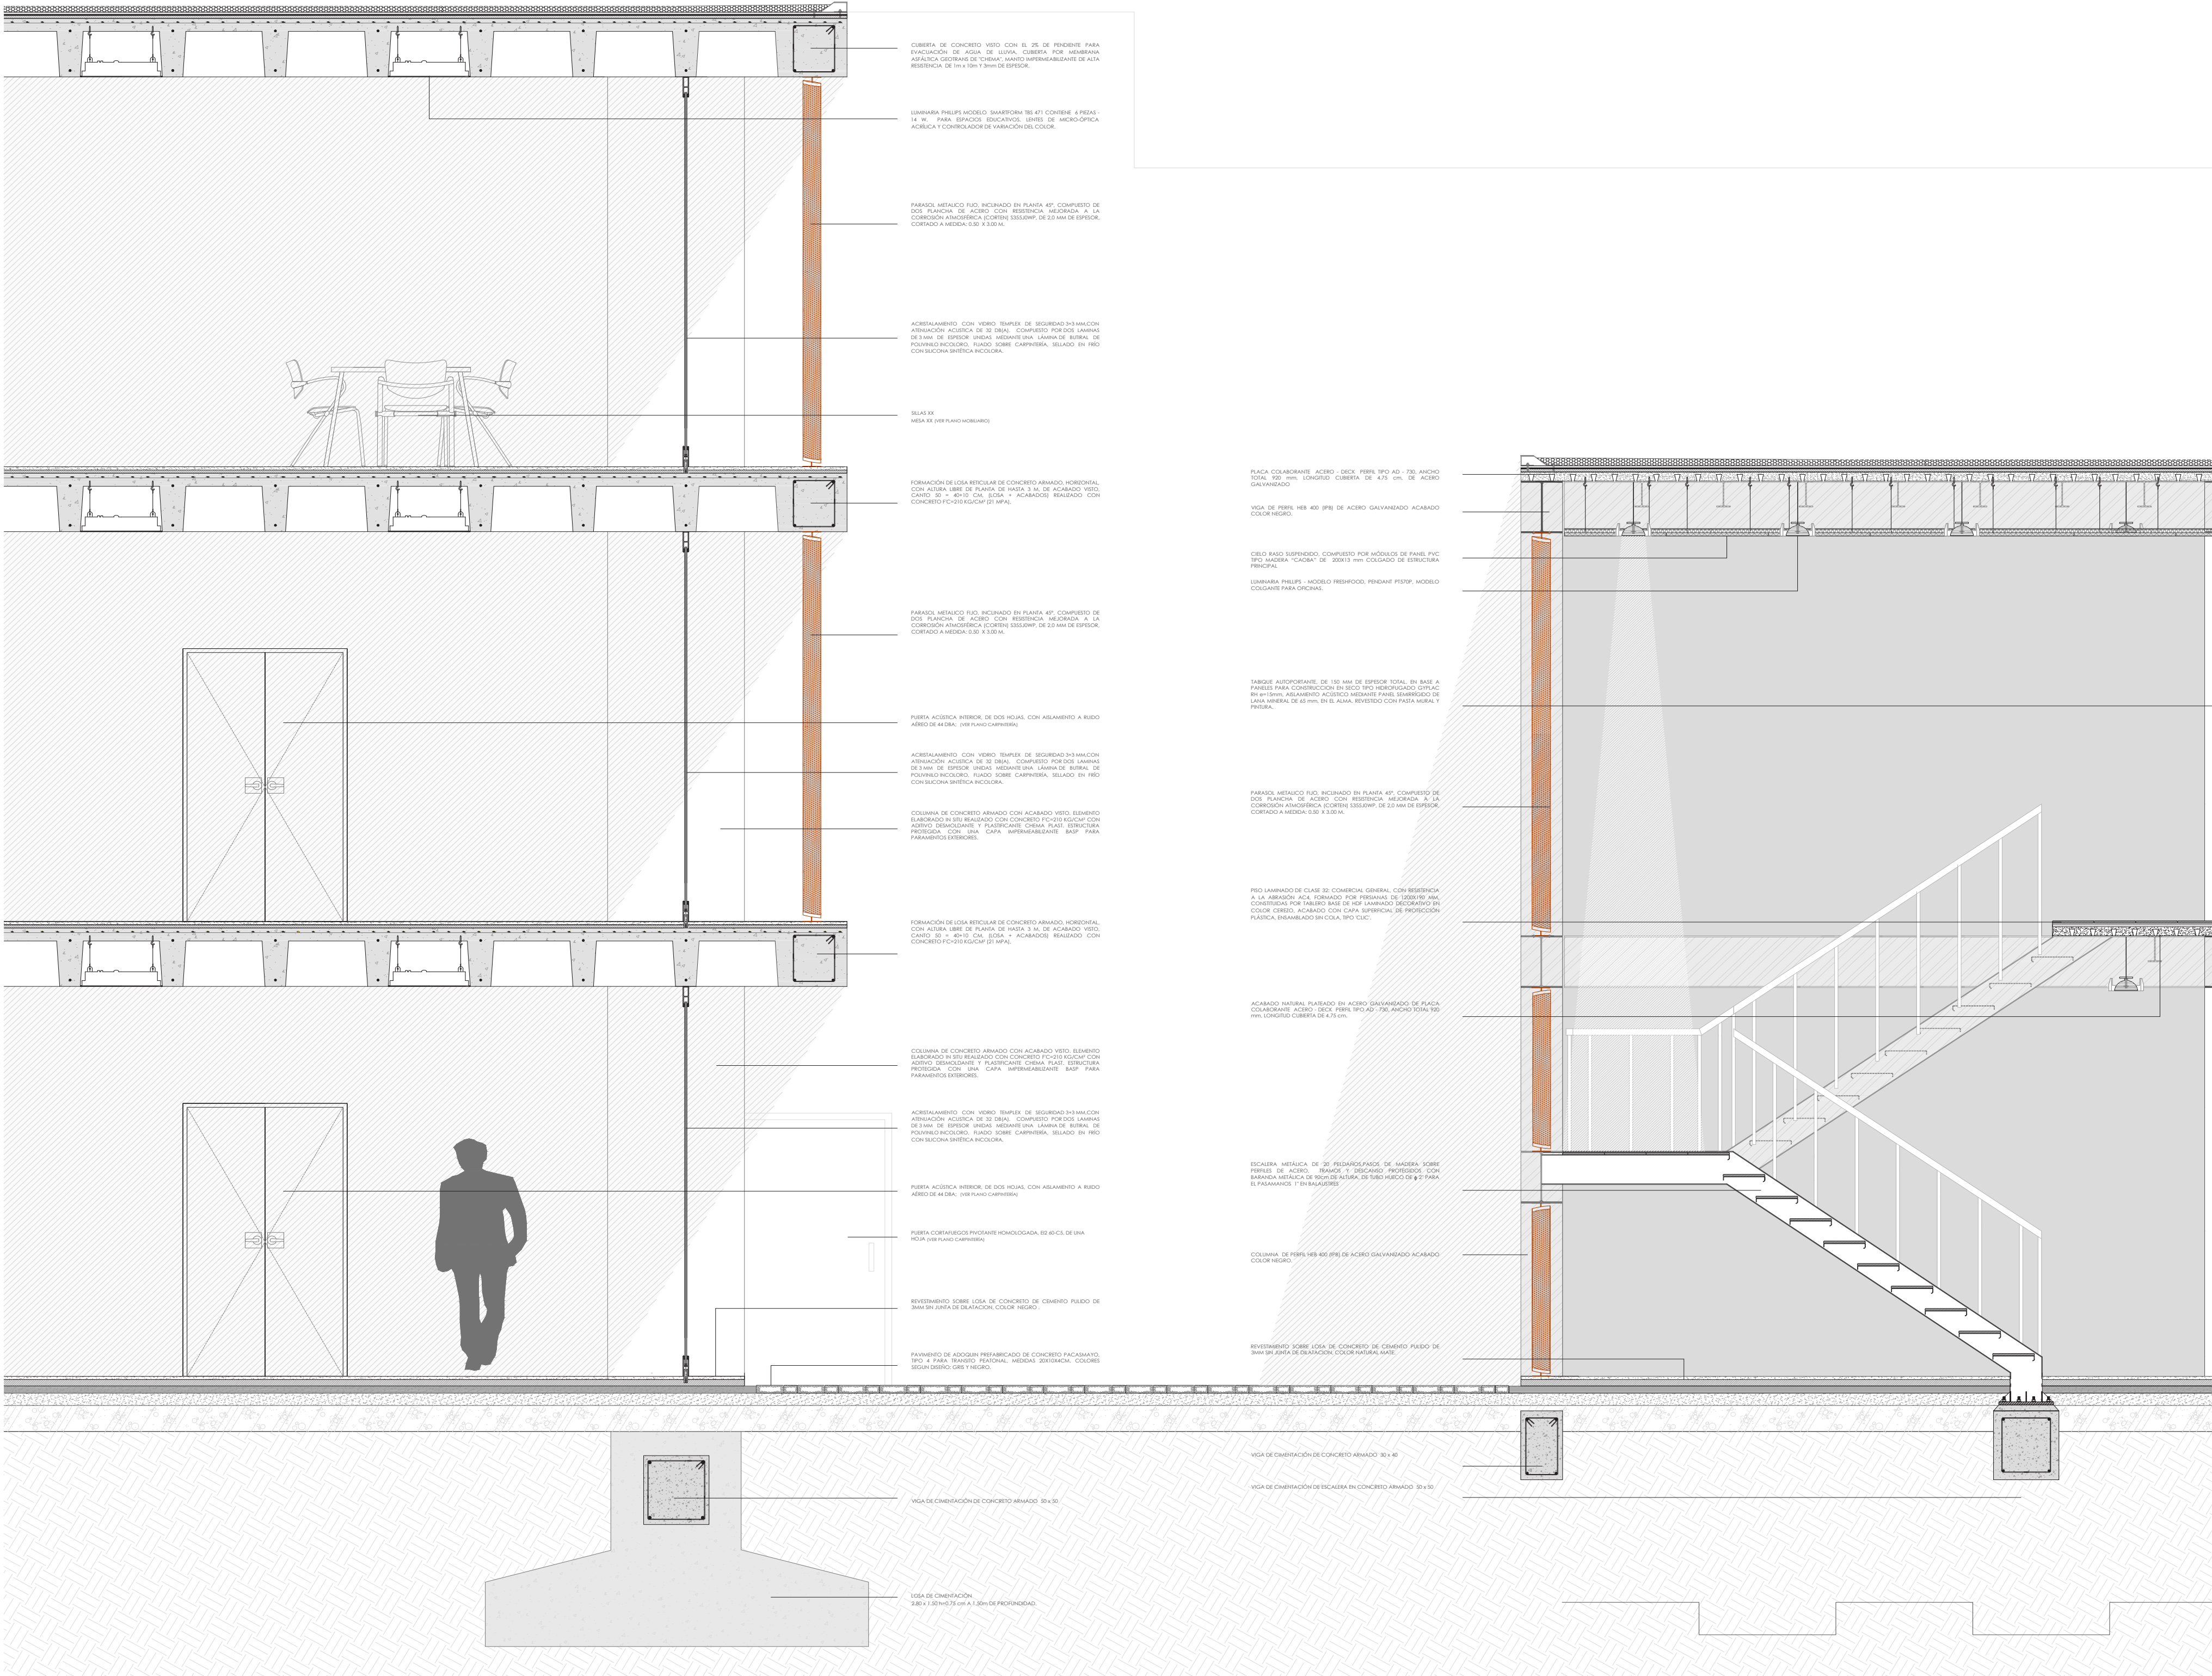 CUBIERTA DE CONCRETO VISTO CON EL 2% DE PENDIENTE PARA
EVACUACIÓN DE AGUA DE LLUVIA, CUBIERTA POR MEMBRANA
ASFÁLTICA GEOTRANS DE "CHEMA", MANTO IMPERMEABILIZANTE DE ALTA
RESISTENCIA DE 1m x 10m Y 3mm DE ESPESOR.
LUMINARIA PHILLIPS MODELO SMARTFORM TBS 471 CONTIENE 6 PIEZAS -
14 W. PARA ESPACIOS EDUCATIVOS. LENTES DE MICRO-ÓPTICA
ACRÍLICA Y CONTROLADOR DE VARIACIÓN DEL COLOR.
PARASOL METALICO FIJO, INCLINADO EN PLANTA 45°, COMPUESTO DE
DOS PLANCHA DE ACERO CON RESISTENCIA MEJORADA A LA
CORROSIÓN ATMOSFÉRICA (CORTEN) S355J0WP, DE 2,0 MM DE ESPESOR,
CORTADO A MEDIDA: 0.50 X 3.00 M.
ACRISTALAMIENTO CON VIDRIO TEMPLEX DE SEGURIDAD 3+3 MM,CON
ATENUACIÓN ACUSTICA DE 32 DB(A), COMPUESTO POR DOS LAMINAS
DE 3 MM DE ESPESOR UNIDAS MEDIANTE UNA LÁMINA DE BUTIRAL DE
POLIVINILO INCOLORO, FIJADO SOBRE CARPINTERÍA, SELLADO EN FRÍO
CON SILICONA SINTÉTICA INCOLORA.
SILLAS XX
MESA XX (VER PLANO MOBILIARIO)
FORMACIÓN DE LOSA RETICULAR DE CONCRETO ARMADO, HORIZONTAL,
CON ALTURA LIBRE DE PLANTA DE HASTA 3 M, DE ACABADO VISTO,
CANTO 50 = 40+10 CM, (LOSA + ACABADOS) REALIZADO CON
CONCRETO F'C=210 KG/CM² (21 MPA),
PARASOL METALICO FIJO, INCLINADO EN PLANTA 45°, COMPUESTO DE
DOS PLANCHA DE ACERO CON RESISTENCIA MEJORADA A LA
CORROSIÓN ATMOSFÉRICA (CORTEN) S355J0WP, DE 2,0 MM DE ESPESOR,
CORTADO A MEDIDA: 0.50 X 3.00 M.
PUERTA ACÚSTICA INTERIOR, DE DOS HOJAS, CON AISLAMIENTO A RUIDO
AÉREO DE 44 DBA; (VER PLANO CARPINTERÍA)
ACRISTALAMIENTO CON VIDRIO TEMPLEX DE SEGURIDAD 3+3 MM,CON
ATENUACIÓN ACUSTICA DE 32 DB(A), COMPUESTO POR DOS LAMINAS
DE 3 MM DE ESPESOR UNIDAS MEDIANTE UNA LÁMINA DE BUTIRAL DE
POLIVINILO INCOLORO, FIJADO SOBRE CARPINTERÍA, SELLADO EN FRÍO
CON SILICONA SINTÉTICA INCOLORA.
COLUMNA DE CONCRETO ARMADO CON ACABADO VISTO. ELEMENTO
ELABORADO IN SITU REALIZADO CON CONCRETO F'C=210 KG/CM² CON
ADITIVO DESMOLDANTE Y PLASTIFICANTE CHEMA PLAST, ESTRUCTURA
PROTEGIDA CON UNA CAPA IMPERMEABILIZANTE BASF PARA
PARAMENTOS EXTERIORES.
FORMACIÓN DE LOSA RETICULAR DE CONCRETO ARMADO, HORIZONTAL,
CON ALTURA LIBRE DE PLANTA DE HASTA 3 M, DE ACABADO VISTO,
CANTO 50 = 40+10 CM, (LOSA + ACABADOS) REALIZADO CON
CONCRETO F'C=210 KG/CM² (21 MPA),
COLUMNA DE CONCRETO ARMADO CON ACABADO VISTO. ELEMENTO
ELABORADO IN SITU REALIZADO CON CONCRETO F'C=210 KG/CM² CON
ADITIVO DESMOLDANTE Y PLASTIFICANTE CHEMA PLAST, ESTRUCTURA
PROTEGIDA CON UNA CAPA IMPERMEABILIZANTE BASF PARA
PARAMENTOS EXTERIORES.
ACRISTALAMIENTO CON VIDRIO TEMPLEX DE SEGURIDAD 3+3 MM,CON
ATENUACIÓN ACUSTICA DE 32 DB(A), COMPUESTO POR DOS LAMINAS
DE 3 MM DE ESPESOR UNIDAS MEDIANTE UNA LÁMINA DE BUTIRAL DE
POLIVINILO INCOLORO, FIJADO SOBRE CARPINTERÍA, SELLADO EN FRÍO
CON SILICONA SINTÉTICA INCOLORA.
PUERTA ACÚSTICA INTERIOR, DE DOS HOJAS, CON AISLAMIENTO A RUIDO
AÉREO DE 44 DBA; (VER PLANO CARPINTERÍA)
PUERTA CORTAFUEGOS PIVOTANTE HOMOLOGADA, EI2 60-C5, DE UNA
HOJA (VER PLANO CARPINTERÍA)
REVESTIMIENTO SOBRE LOSA DE CONCRETO DE CEMENTO PULIDO DE
3MM SIN JUNTA DE DILATACION, COLOR NEGRO .
PAVIMENTO DE ADOQUIN PREFABRICADO DE CONCRETO PACASMAYO,
TIPO 4 PARA TRANSITO PEATONAL, MEDIDAS 20X10X4CM. COLORES
SEGUN DISEÑO: GRIS Y NEGRO.
VIGA DE CIMENTACIÓN DE CONCRETO ARMADO 50 x 50
LOSA DE CIMENTACIÓN
2.80 x 1.50 h=0.75 cm A 1.50m DE PROFUNDIDAD
PLACA COLABORANTE ACERO - DECK PERFIL TIPO AD - 730, ANCHO
TOTAL 920 mm, LONGITUD CUBIERTA DE 4.75 cm, DE ACERO
GALVANIZADO
VIGA DE PERFIL HEB 400 (IPB) DE ACERO GALVANIZADO ACABADO
COLOR NEGRO.
CIELO RASO SUSPENDIDO, COMPUESTO POR MÓDULOS DE PANEL PVC
TIPO MADERA "CAOBA" DE 200X13 mm COLGADO DE ESTRUCTURA
PRINCIPAL
LUMINARIA PHILLIPS - MODELO FRESHFOOD, PENDANT PT570P, MODELO
COLGANTE PARA OFICINAS.
TABIQUE AUTOPORTANTE, DE 150 MM DE ESPESOR TOTAL, EN BASE A
PANELES PARA CONSTRUCCION EN SECO TIPO HIDROFUGADO GYPLAC
RH e=15mm, AISLAMIENTO ACÚSTICO MEDIANTE PANEL SEMIRRÍGIDO DE
LANA MINERAL DE 65 mm, EN EL ALMA, REVESTIDO CON PASTA MURAL Y
PINTURA.
PARASOL METALICO FIJO, INCLINADO EN PLANTA 45°, COMPUESTO DE
DOS PLANCHA DE ACERO CON RESISTENCIA MEJORADA A LA
CORROSIÓN ATMOSFÉRICA (CORTEN) S355J0WP, DE 2,0 MM DE ESPESOR,
CORTADO A MEDIDA: 0.50 X 3.00 M.
PISO LAMINADO DE CLASE 32: COMERCIAL GENERAL, CON RESISTENCIA
A LA ABRASIÓN AC4, FORMADO POR PERSIANAS DE 1200X190 MM,
CONSTITUIDAS POR TABLERO BASE DE HDF LAMINADO DECORATIVO EN
COLOR CEREZO, ACABADO CON CAPA SUPERFICIAL DE PROTECCIÓN
PLÁSTICA, ENSAMBLADO SIN COLA, TIPO 'CLIC'.
ACABADO NATURAL PLATEADO EN ACERO GALVANIZADO DE PLACA
COLABORANTE ACERO - DECK PERFIL TIPO AD - 730, ANCHO TOTAL 920
mm, LONGITUD CUBIERTA DE 4.75 cm.
ESCALERA METÁLICA DE 20 PELDAÑOS,PASOS DE MADERA SOBRE
PERFILES DE ACERO, TRAMOS Y DESCANSO PROTEGIDOS CON
BARANDA METÁLICA DE 90cm DE ALTURA, DE TUBO HUECO DE ϕ 2" PARA
EL PASAMANOS 1" EN BALAUSTRES
COLUMNA DE PERFIL HEB 400 (IPB) DE ACERO GALVANIZADO ACABADO
COLOR NEGRO.
REVESTIMIENTO SOBRE LOSA DE CONCRETO DE CEMENTO PULIDO DE
3MM SIN JUNTA DE DILATACION, COLOR NATURAL MATE.
VIGA DE CIMENTACIÓN DE CONCRETO ARMADO 30 x 40
VIGA DE CIMENTACIÓN DE ESCALERA EN CONCRETO ARMADO 50 x 50